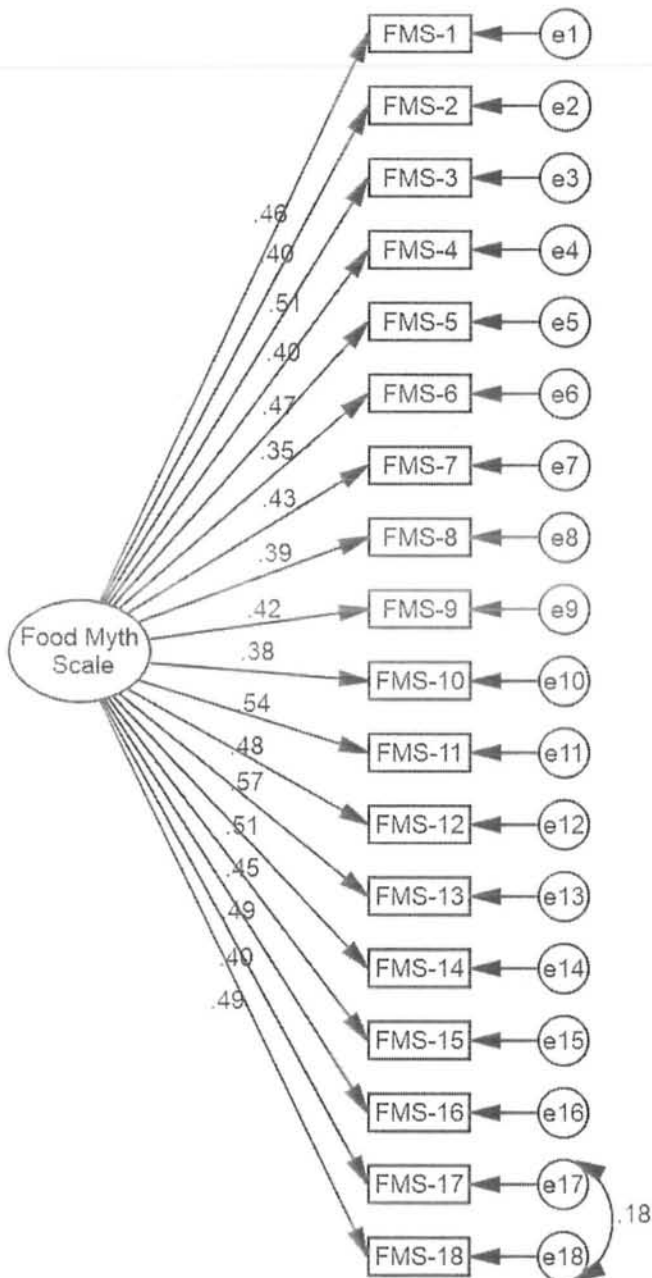 FMS-1 e1
FMS-2 e2
FMS-3 e3
.46
.40
FMS-4 e4
.51
FMS-5 e5
.40
FMS-6 e6
.47
.35
FMS-7 e7
.43
FMS-8 e8
.39
FMS-9 e9
.42
Food Myth
Scale
.38
FMS-10 e10
.54
FMS-11 e11
.48
.57
FMS-12 e12
.51
.45
FMS-13 e13
.49
.40
FMS-14 e14
.49
FMS-15 e15
FMS-16 e16
FMS-17 e17
.18
FMS-18 e18